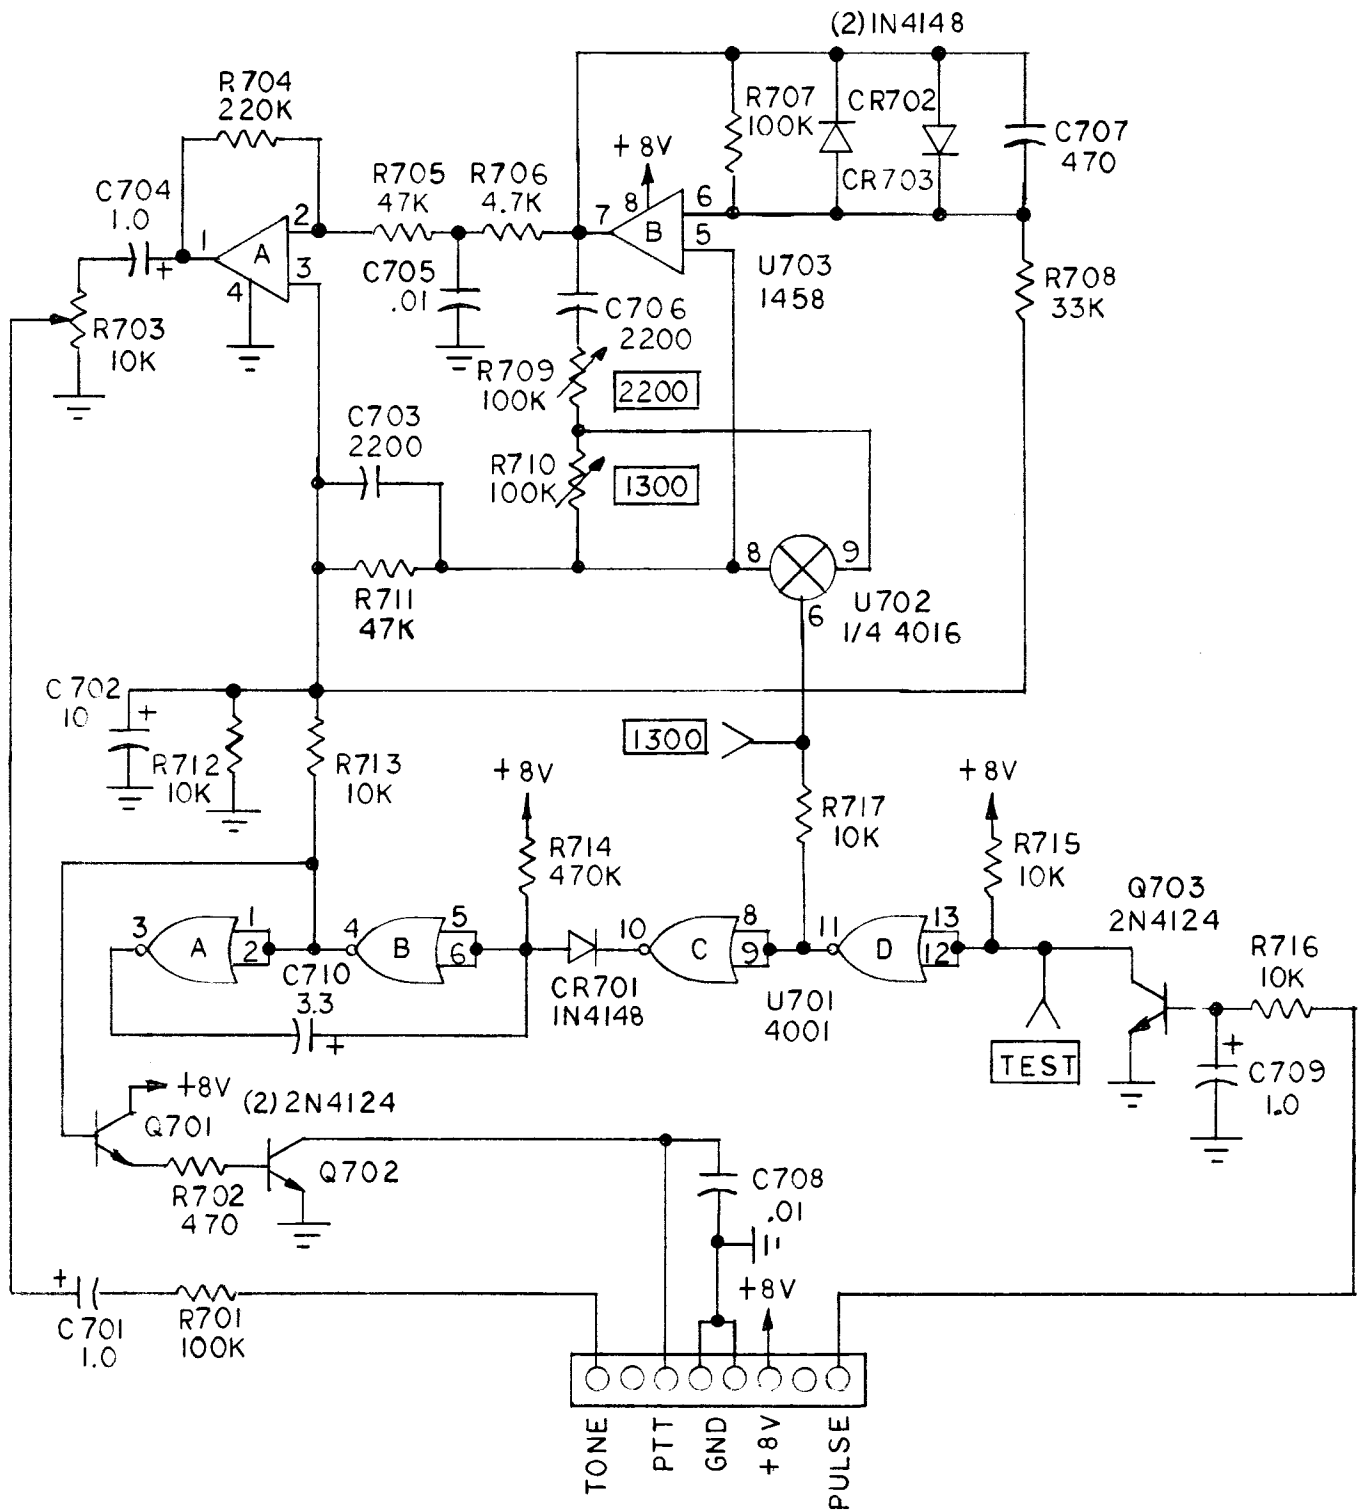 (2)1N4148
R704
220K
R707
100K
CR702
CR703
C707
470
+8V
C704
1.0
R705
47K
R706
4.7K
2
1
A
3
4
7
8
B
6
5
U703
1458
R708
33K
C705
.01
C706
2200
R703
10K
R709
100K
2200
C703
2200
R710
100K
1300
8
9
6
R711
47K
U702
1/4 4016
C702
10
+
R712
10K
R713
10K
1300
+8V
+8V
R717
10K
R714
470K
R715
10K
Q703
2N4124
3
A
1
2
4
B
5
6
10
C
8
9
11
D
13
12
R716
10K
C710
3.3
+
CR701
1N4148
U701
4001
TEST
+
C709
1.0
+8V
(2)2N4124
Q701
Q702
R702
470
C708
.01
+8V
+
C701
1.0
R701
100K
+
TONE
PTT
GND
+8V
PULSE